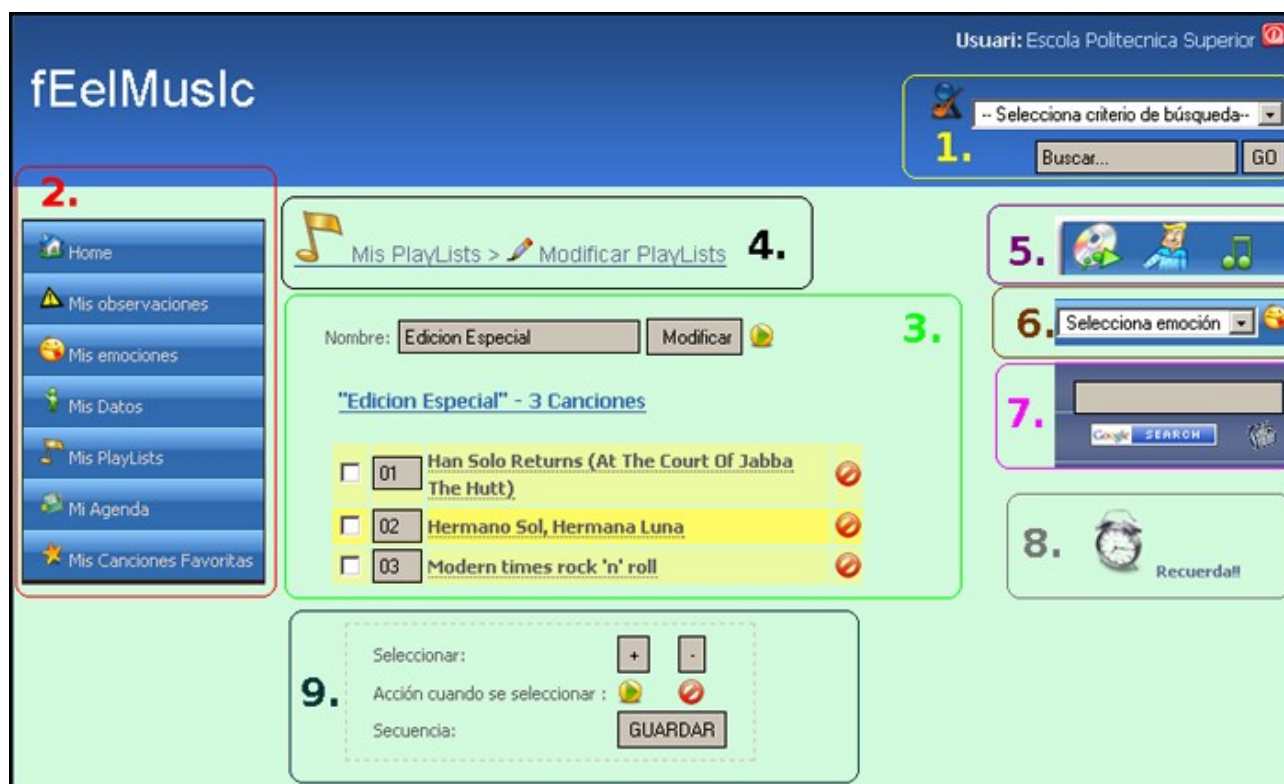 Usuari: Escola Politecnica Superior
fEelMusIc
-- Selecciona criterio de búsqueda--
1.
Buscar...
GO
2.
Home
Mis observaciones
Mis emociones
Mis Datos
Mis PlayLists
Mi Agenda
Mis Canciones Favoritas
Mis PlayLists > Modificar PlayLists
4.
3.
Nombre: Edicion Especial Modificar
"Edicion Especial" - 3 Canciones
01 Han Solo Returns (At The Court Of Jabba
The Hutt)
02 Hermano Sol, Hermana Luna
03 Modern times rock 'n' roll
5.
6.
Selecciona emoción
7.
Google SEARCH
8.
Recuerda!!
9.
Seleccionar: + -
Acción cuando se seleccionar :
Secuencia: GUARDAR